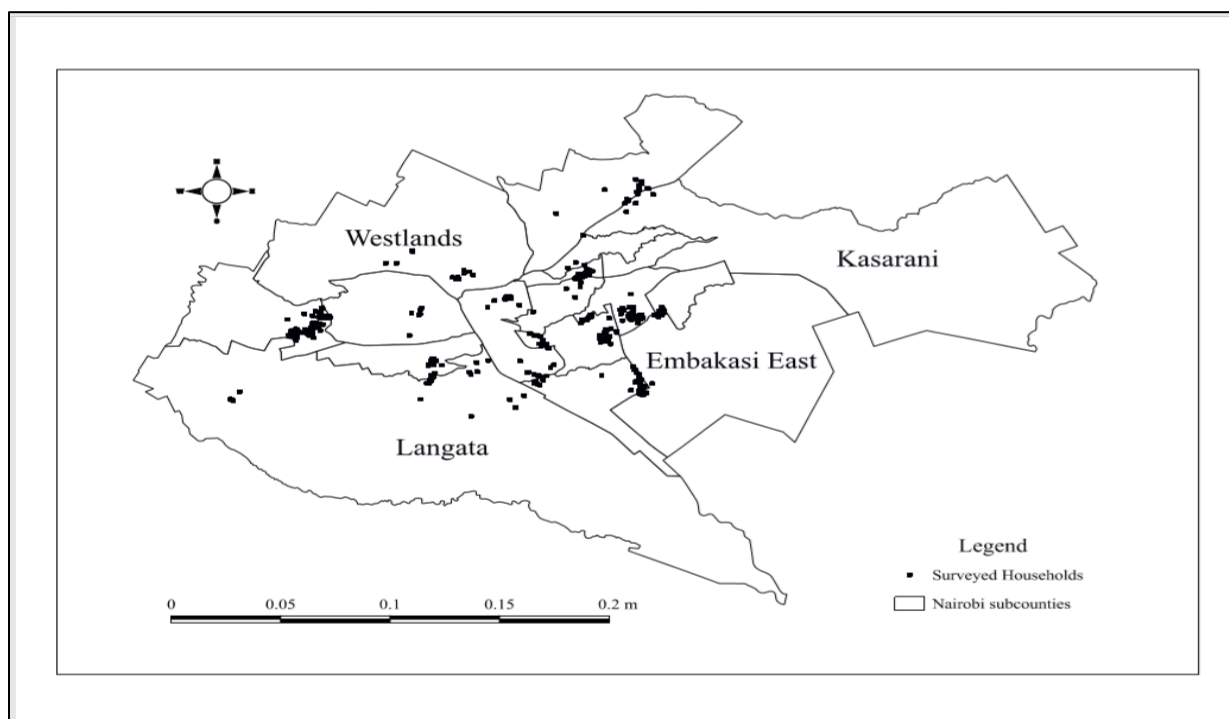 Westlands
Kasarani
Embakasi East
Langata
Legend
Surveyed Households
Nairobi subcounties
0 0.05 0.1 0.15 0.2 m